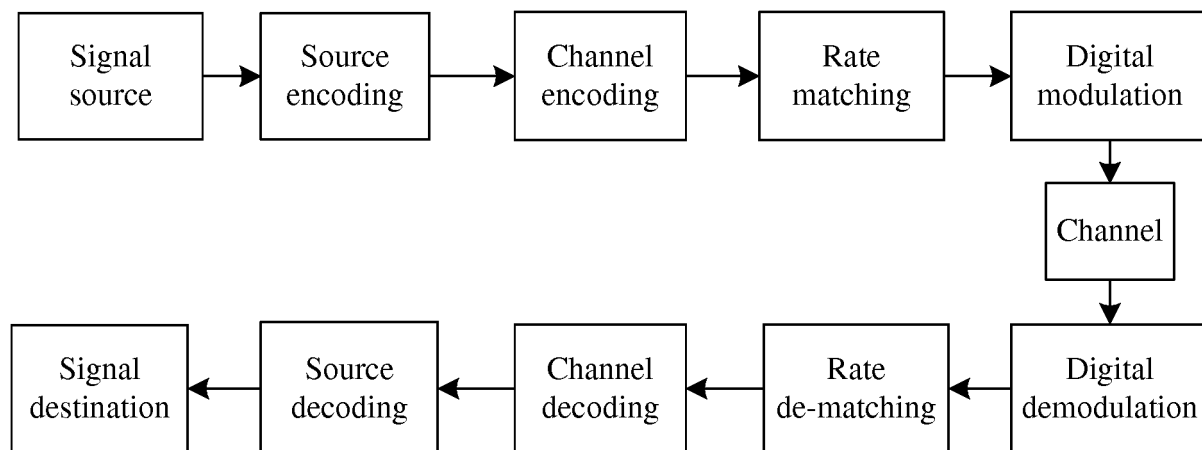 Signal
source
Source
encoding
Channel
encoding
Rate
matching
Digital
modulation
Channel
Signal
destination
Source
decoding
Channel
decoding
Rate
de-matching
Digital
demodulation